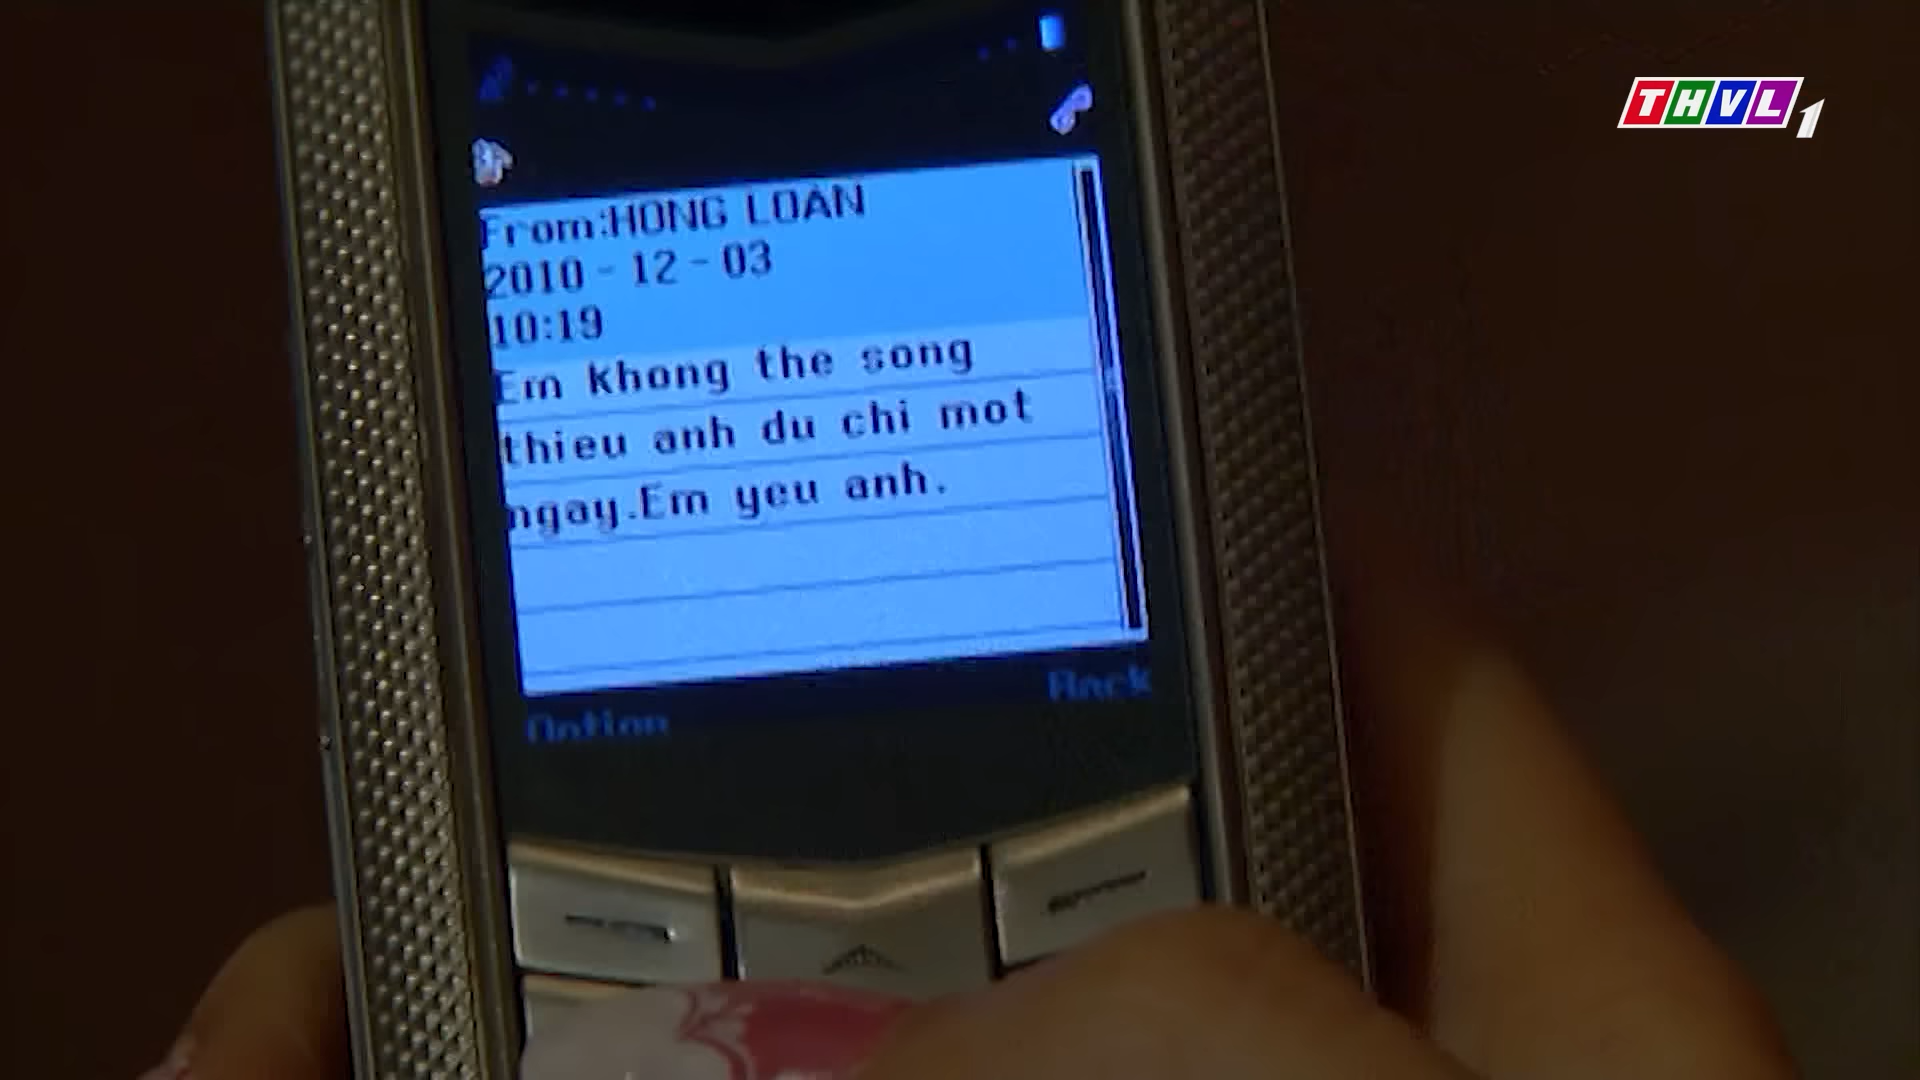 THVL1
From:HONG LOAN
2010-12-03
10:19
Em khong the song
thieu anh du chi mot
ngay.Em yeu anh.
Back
Option